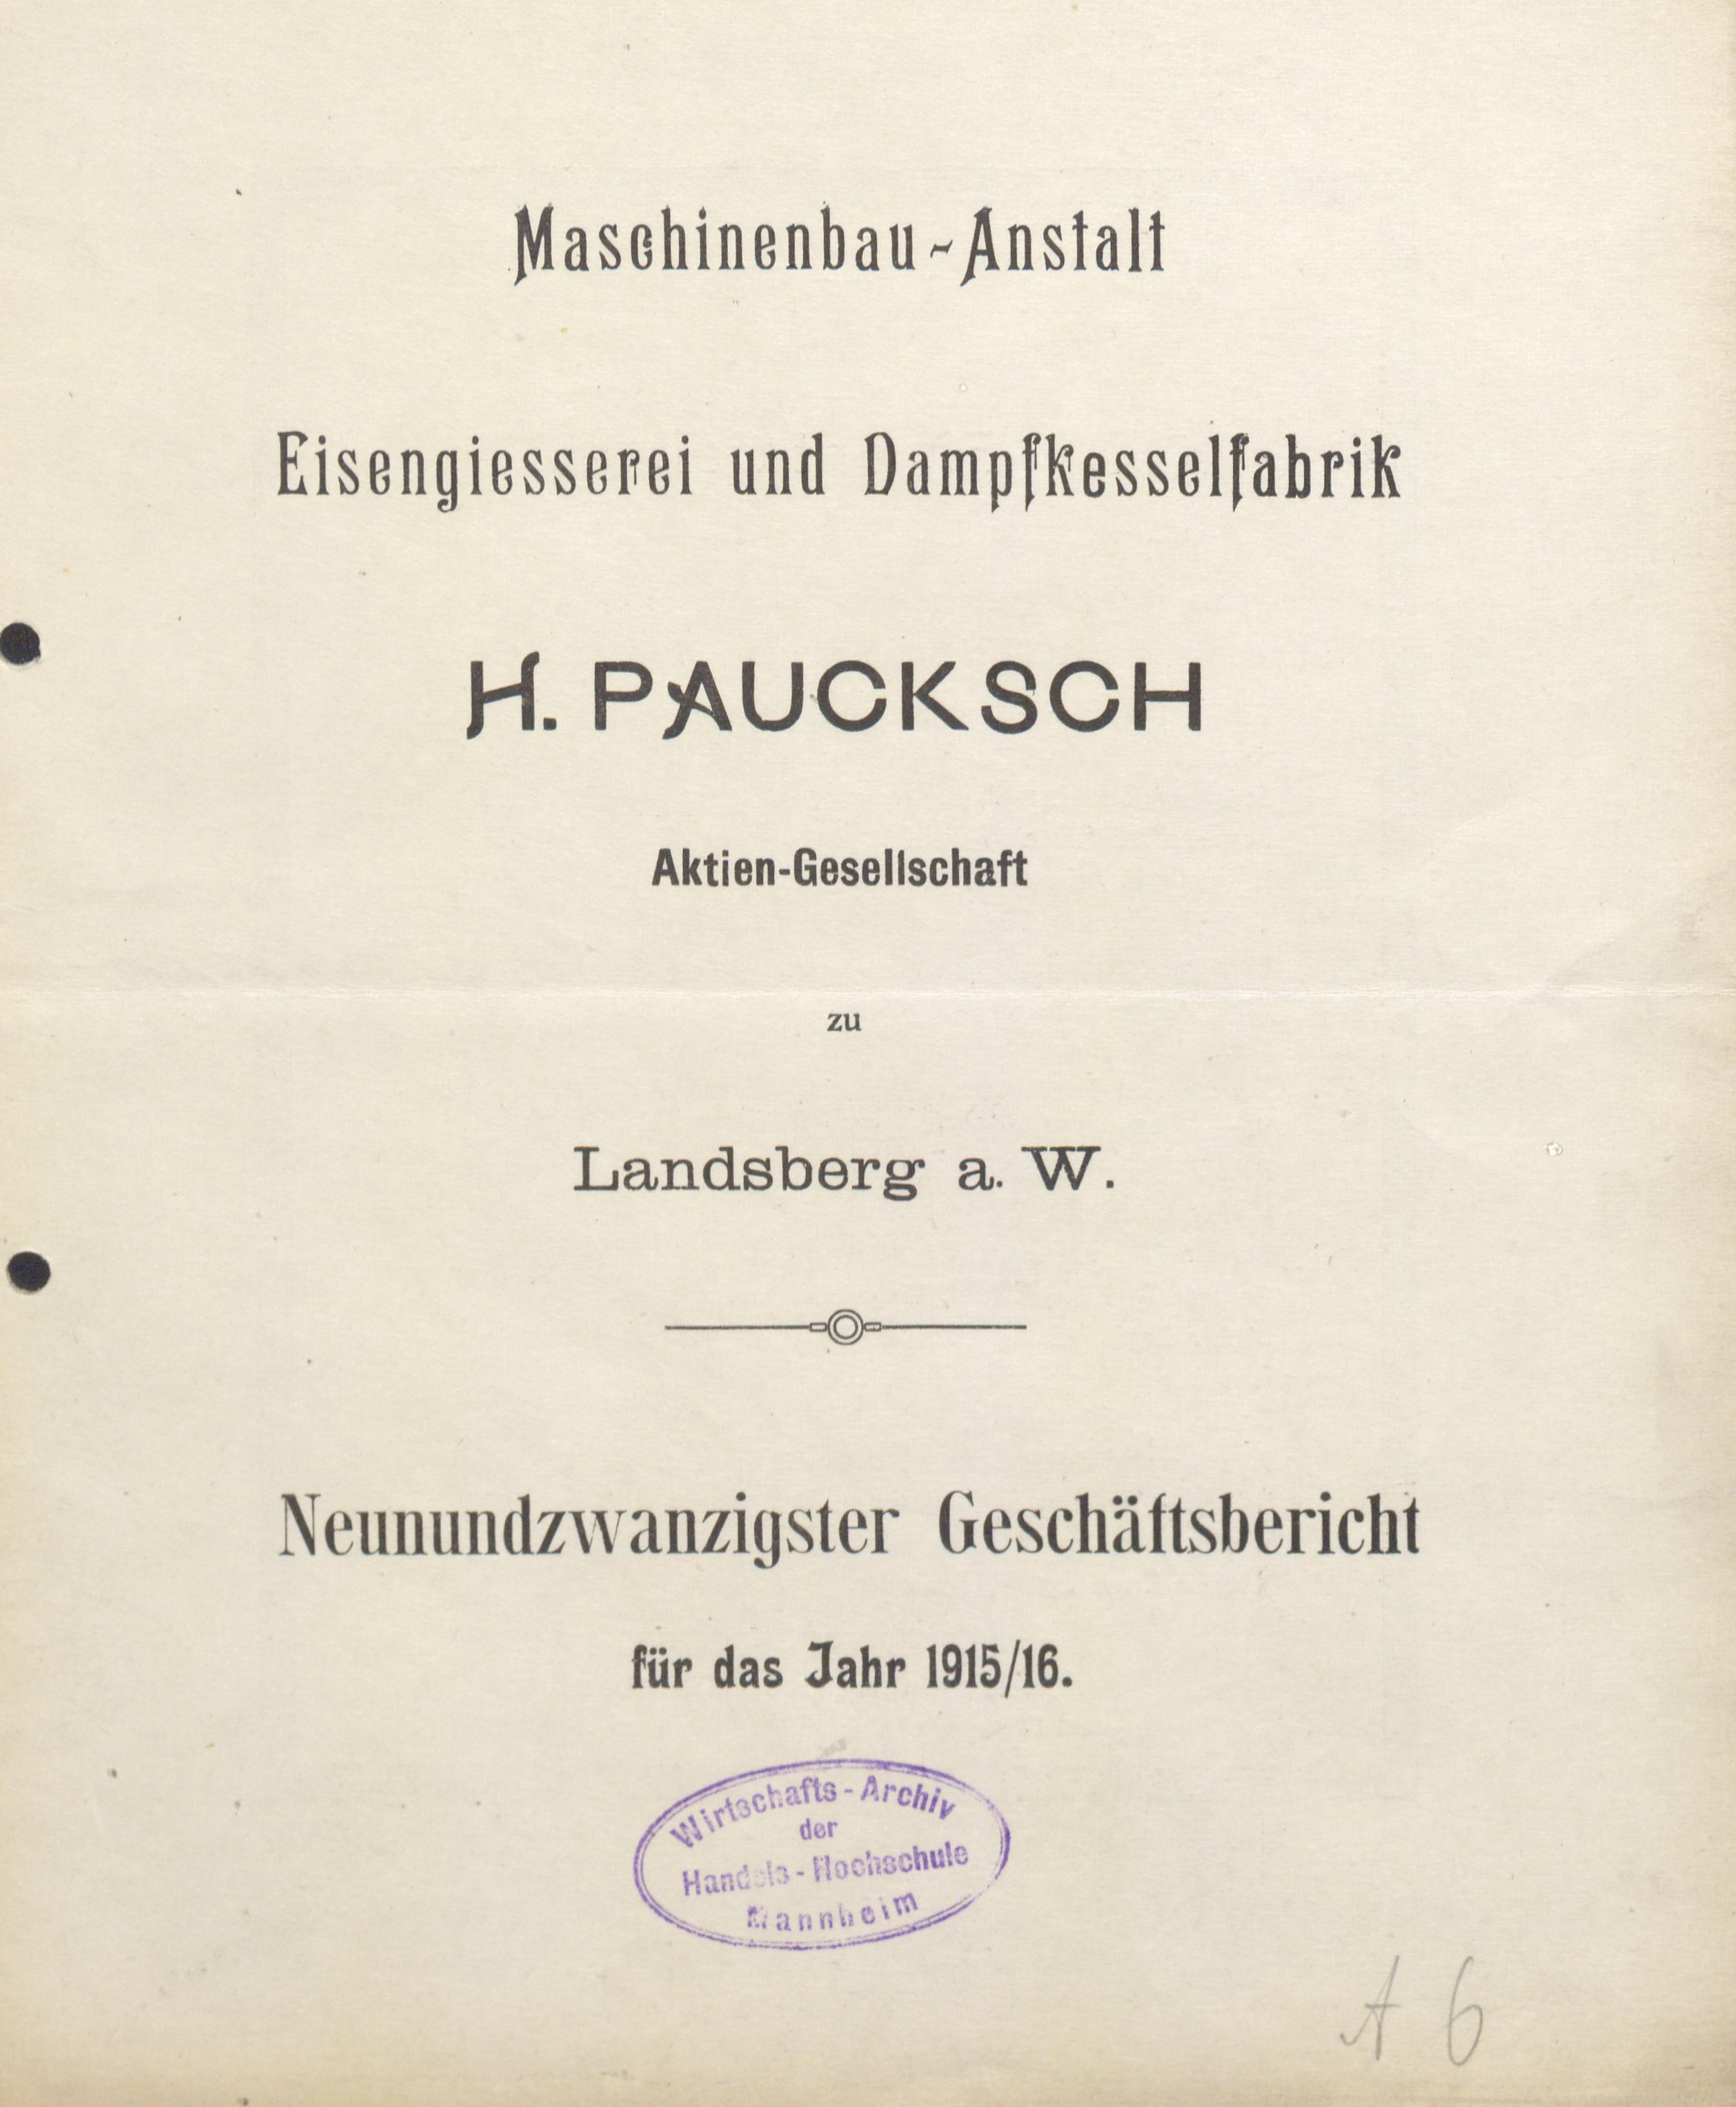 Maschinenbau-Anstalt
Eisengiesserei und Dampfkesselfabrik
H. PAUCKSCH
Aktien-Gesellschaft
zu
Landsberg a. W.
Neunundzwanzigster Geschäftsbericht
für das Jahr 1915/16.
Wirtschafts-Archiv
der
Handels-Hochschule
Mannheim
A 6